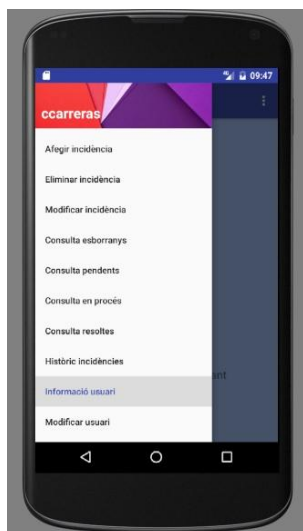 09:47
ccarreras
Afegir incidència
Eliminar incidència
Modificar incidència
Consulta esborranys
Consulta pendents
Consulta en procés
Consulta resoltes
Històric incidències
ant
Informació usuari
Modificar usuari